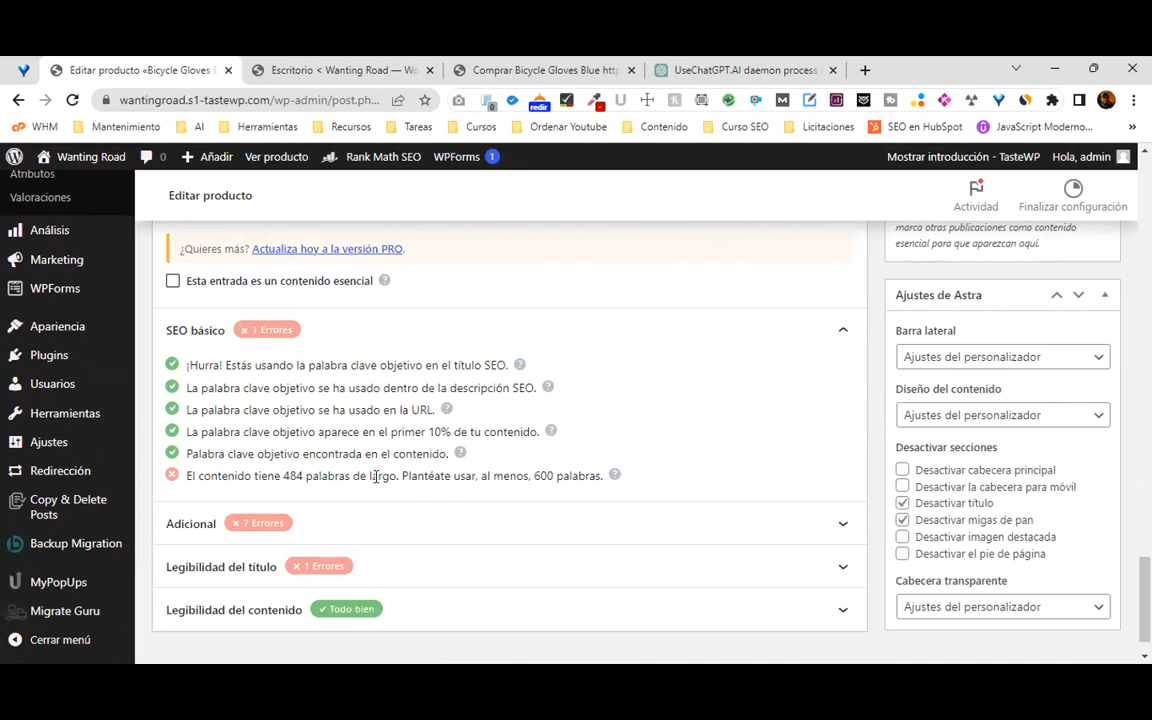 Editar producto «Bicycle Gloves B
Escritorio < Wanting Road — Wo
Comprar Bicycle Gloves Blue http
UseChatGPT.AI daemon process
wantingroad.s1-tastewp.com/wp-admin/post.ph...
0
redir
WHM
Mantenimiento
AI
Herramientas
Recursos
Tareas
Cursos
Ordenar Youtube
Contenido
Curso SEO
Licitaciones
SEO en HubSpot
JavaScript Moderno...
Wanting Road
0
Añadir
Ver producto
Rank Math SEO
WPForms 1
Mostrar introducción - TasteWP
Hola, admin
Atributos
Valoraciones
Análisis
Marketing
WPForms
Apariencia
Plugins
Usuarios
Herramientas
Ajustes
Redirección
Copy & Delete
Posts
Backup Migration
MyPopUps
Migrate Guru
Cerrar menú
Editar producto
Actividad
Finalizar configuración
¿Quieres más? Actualiza hoy a la versión PRO.
Esta entrada es un contenido esencial
SEO básico
× 1 Errores
¡Hurra! Estás usando la palabra clave objetivo en el título SEO.
La palabra clave objetivo se ha usado dentro de la descripción SEO.
La palabra clave objetivo se ha usado en la URL.
La palabra clave objetivo aparece en el primer 10% de tu contenido.
Palabra clave objetivo encontrada en el contenido.
El contenido tiene 484 palabras de largo. Plantéate usar, al menos, 600 palabras.
Adicional
× 7 Errores
Legibilidad del título
× 1 Errores
Legibilidad del contenido
✓ Todo bien
marca otras publicaciones como contenido
esencial para que aparezcan aquí.
Ajustes de Astra
Barra lateral
Ajustes del personalizador
Diseño del contenido
Ajustes del personalizador
Desactivar secciones
Desactivar cabecera principal
Desactivar la cabecera para móvil
Desactivar título
Desactivar migas de pan
Desactivar imagen destacada
Desactivar el pie de página
Cabecera transparente
Ajustes del personalizador